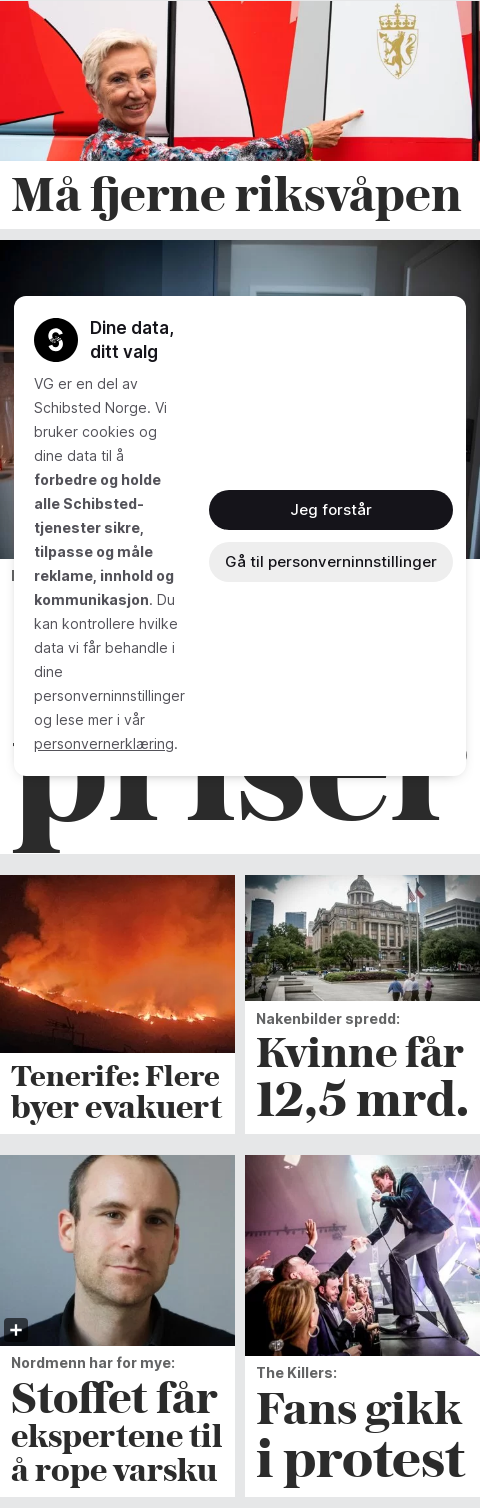 Må fjerne riksvåpen
Dine data,
ditt valg
VG er en del av
Schibsted Norge. Vi
bruker cookies og
dine data til å
forbedre og holde
alle Schibsted-
tjenester sikre,
tilpasse og måle
reklame, innhold og
kommunikasjon. Du
kan kontrollere hvilke
data vi får behandle i
dine
personverninnstillinger
og lese mer i vår
personvernerklæring.
Jeg forstår
Gå til personverninnstillinger
priser
Tenerife: Flere
byer evakuert
Nakenbilder spredd:
Kvinne får
12,5 mrd.
Nordmenn har for mye:
Stoffet får
ekspertene til
å rope varsku
The Killers:
Fans gikk
i protest